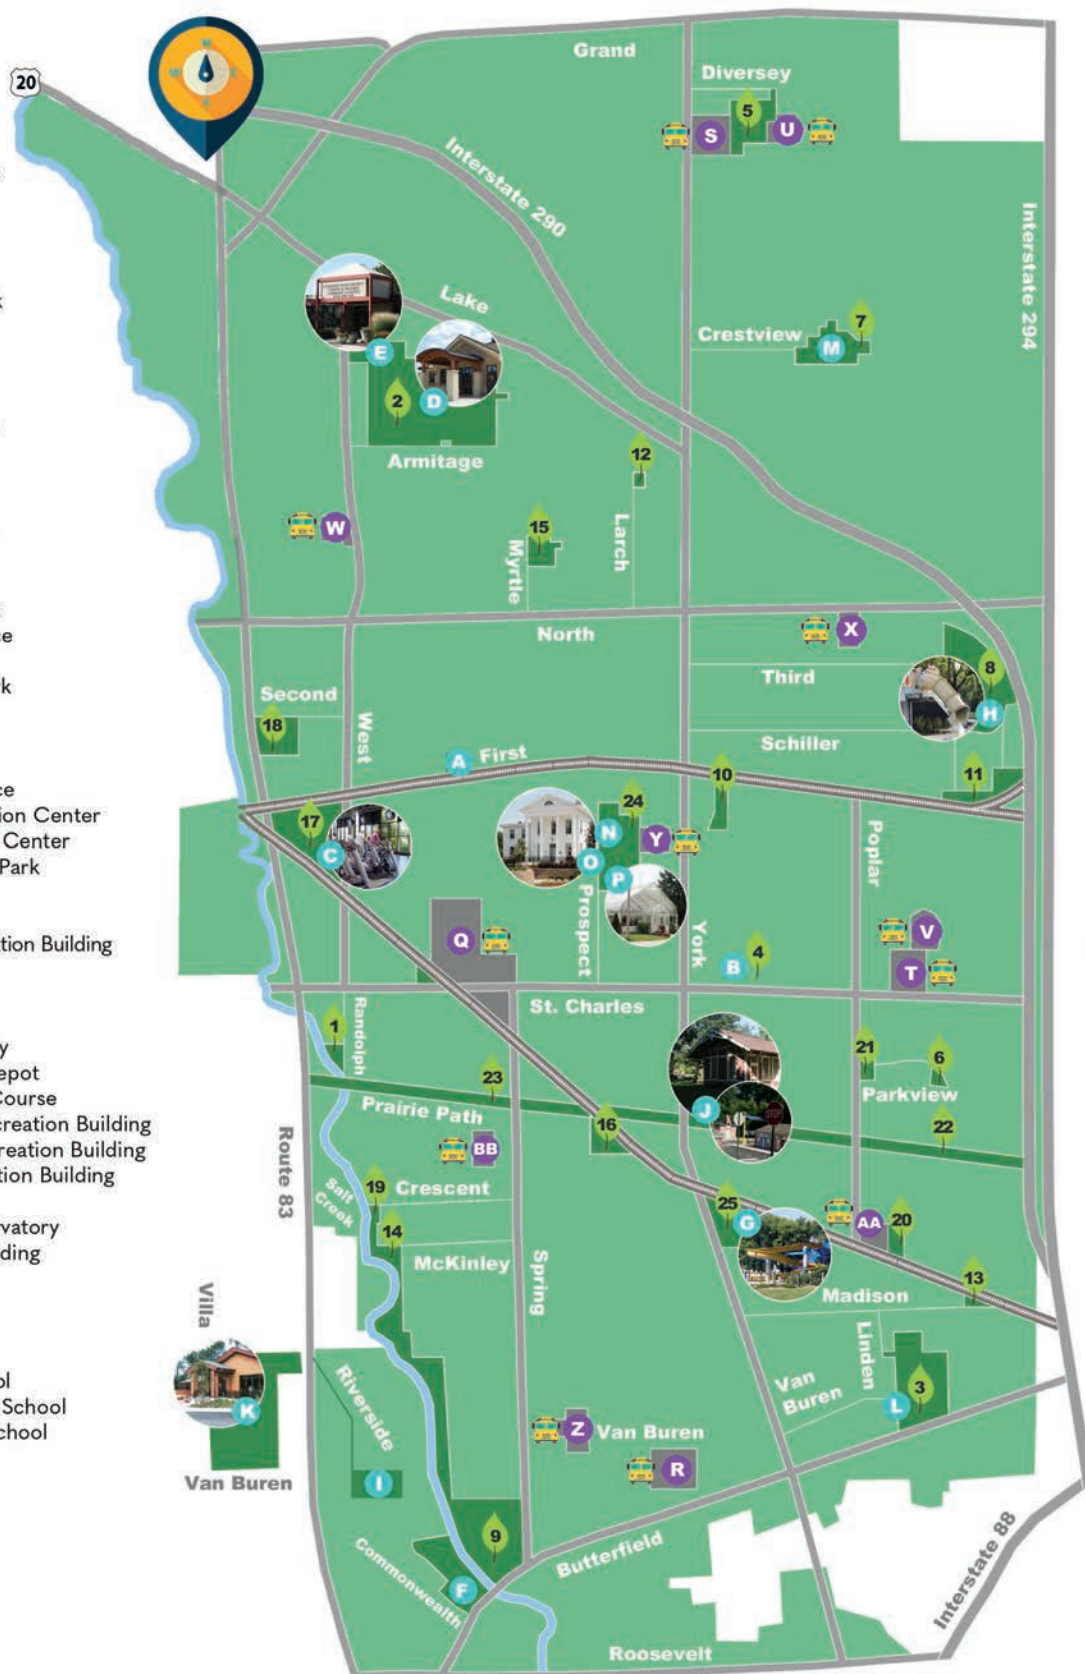 20
N
W
E
Grand
Diversey
5
S
U
Interstate 290
Interstate 294
Lake
Crestview
7
M
E
2
D
Armitage
12
15
Larch
Myrtle
W
North
X
Third
8
H
Second
18
West
Schiller
A
First
10
11
17
C
24
N
Y
O
P
Prospect
Poplar
York
Q
V
T
B
4
St. Charles
1
Randolph
21
6
Parkview
23
Prairie Path
16
J
STOP
22
BB
Route 83
19
Crescent
Salt
Creek
14
McKinley
Spring
25
G
AA
20
13
Madison
Villa
Linden
K
Riverside
Van
Buren
3
L
Van Buren
Z
Van Buren
R
I
9
Commonwealth
F
Butterfield
Interstate 88
Roosevelt
ce
rk
ce
ion Center
Center
Park
tion Building
y
epot
Course
creation Building
reation Building
tion Building
rvatory
ding
ol
School
chool